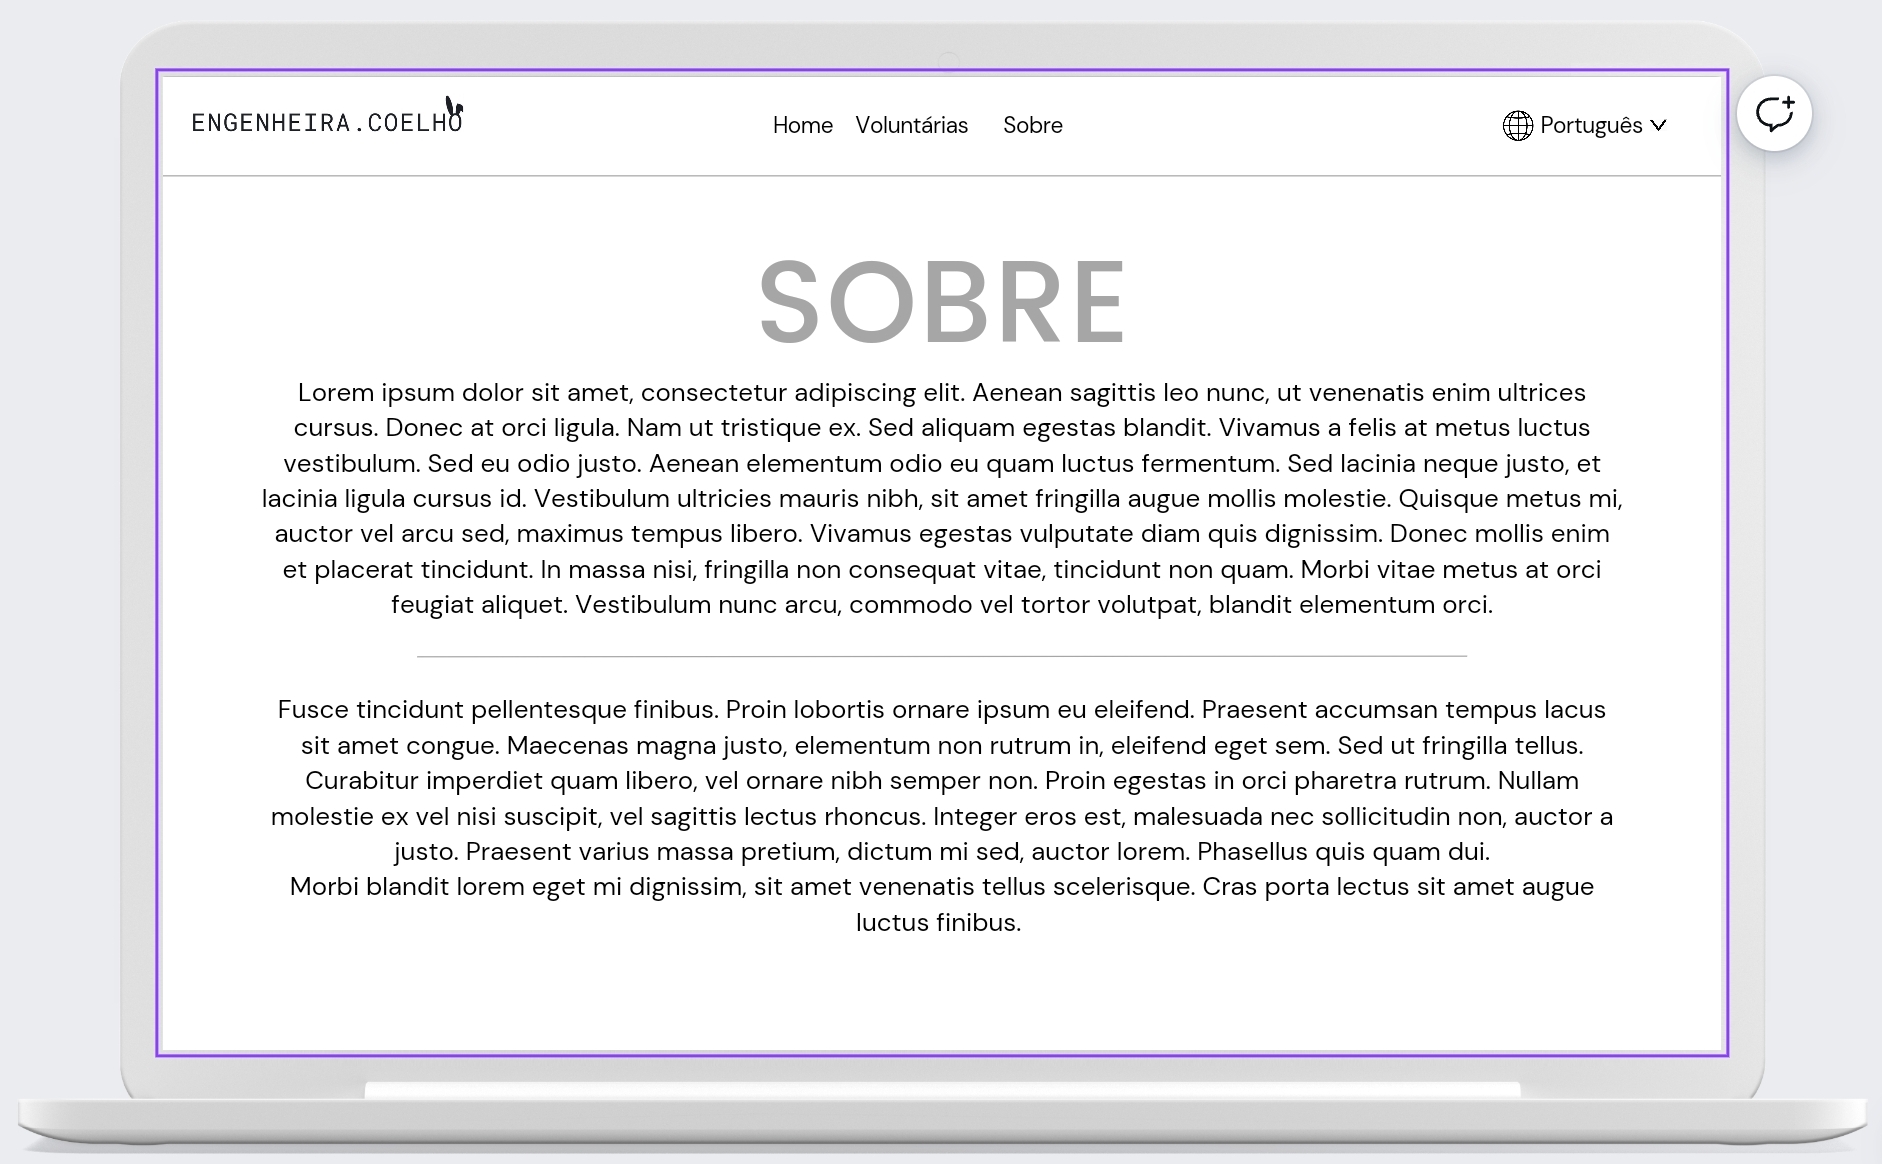 ENGENHEIRA.COELHO
Home Voluntárias Sobre
Português
SOBRE
Lorem ipsum dolor sit amet, consectetur adipiscing elit. Aenean sagittis leo nunc, ut venenatis enim ultrices
cursus. Donec at orci ligula. Nam ut tristique ex. Sed aliquam egestas blandit. Vivamus a felis at metus luctus
vestibulum. Sed eu odio justo. Aenean elementum odio eu quam luctus fermentum. Sed lacinia neque justo, et
lacinia ligula cursus id. Vestibulum ultricies mauris nibh, sit amet fringilla augue mollis molestie. Quisque metus mi,
auctor vel arcu sed, maximus tempus libero. Vivamus egestas vulputate diam quis dignissim. Donec mollis enim
et placerat tincidunt. In massa nisi, fringilla non consequat vitae, tincidunt non quam. Morbi vitae metus at orci
feugiat aliquet. Vestibulum nunc arcu, commodo vel tortor volutpat, blandit elementum orci.
Fusce tincidunt pellentesque finibus. Proin lobortis ornare ipsum eu eleifend. Praesent accumsan tempus lacus
sit amet congue. Maecenas magna justo, elementum non rutrum in, eleifend eget sem. Sed ut fringilla tellus.
Curabitur imperdiet quam libero, vel ornare nibh semper non. Proin egestas in orci pharetra rutrum. Nullam
molestie ex vel nisi suscipit, vel sagittis lectus rhoncus. Integer eros est, malesuada nec sollicitudin non, auctor a
justo. Praesent varius massa pretium, dictum mi sed, auctor lorem. Phasellus quis quam dui.
Morbi blandit lorem eget mi dignissim, sit amet venenatis tellus scelerisque. Cras porta lectus sit amet augue
luctus finibus.